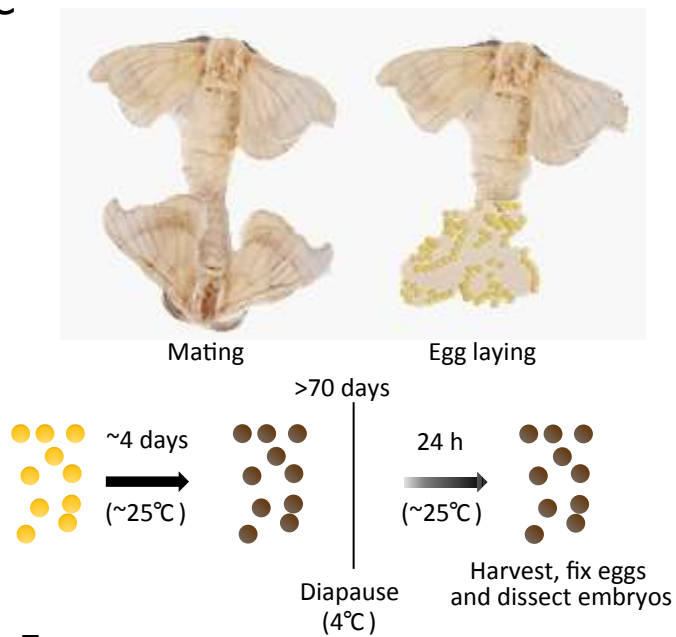 Mating
Egg laying
>70 days
~4 days
(~25℃)
24 h
(~25℃)
Diapause
(4℃)
Harvest, fix eggs
and dissect embryos